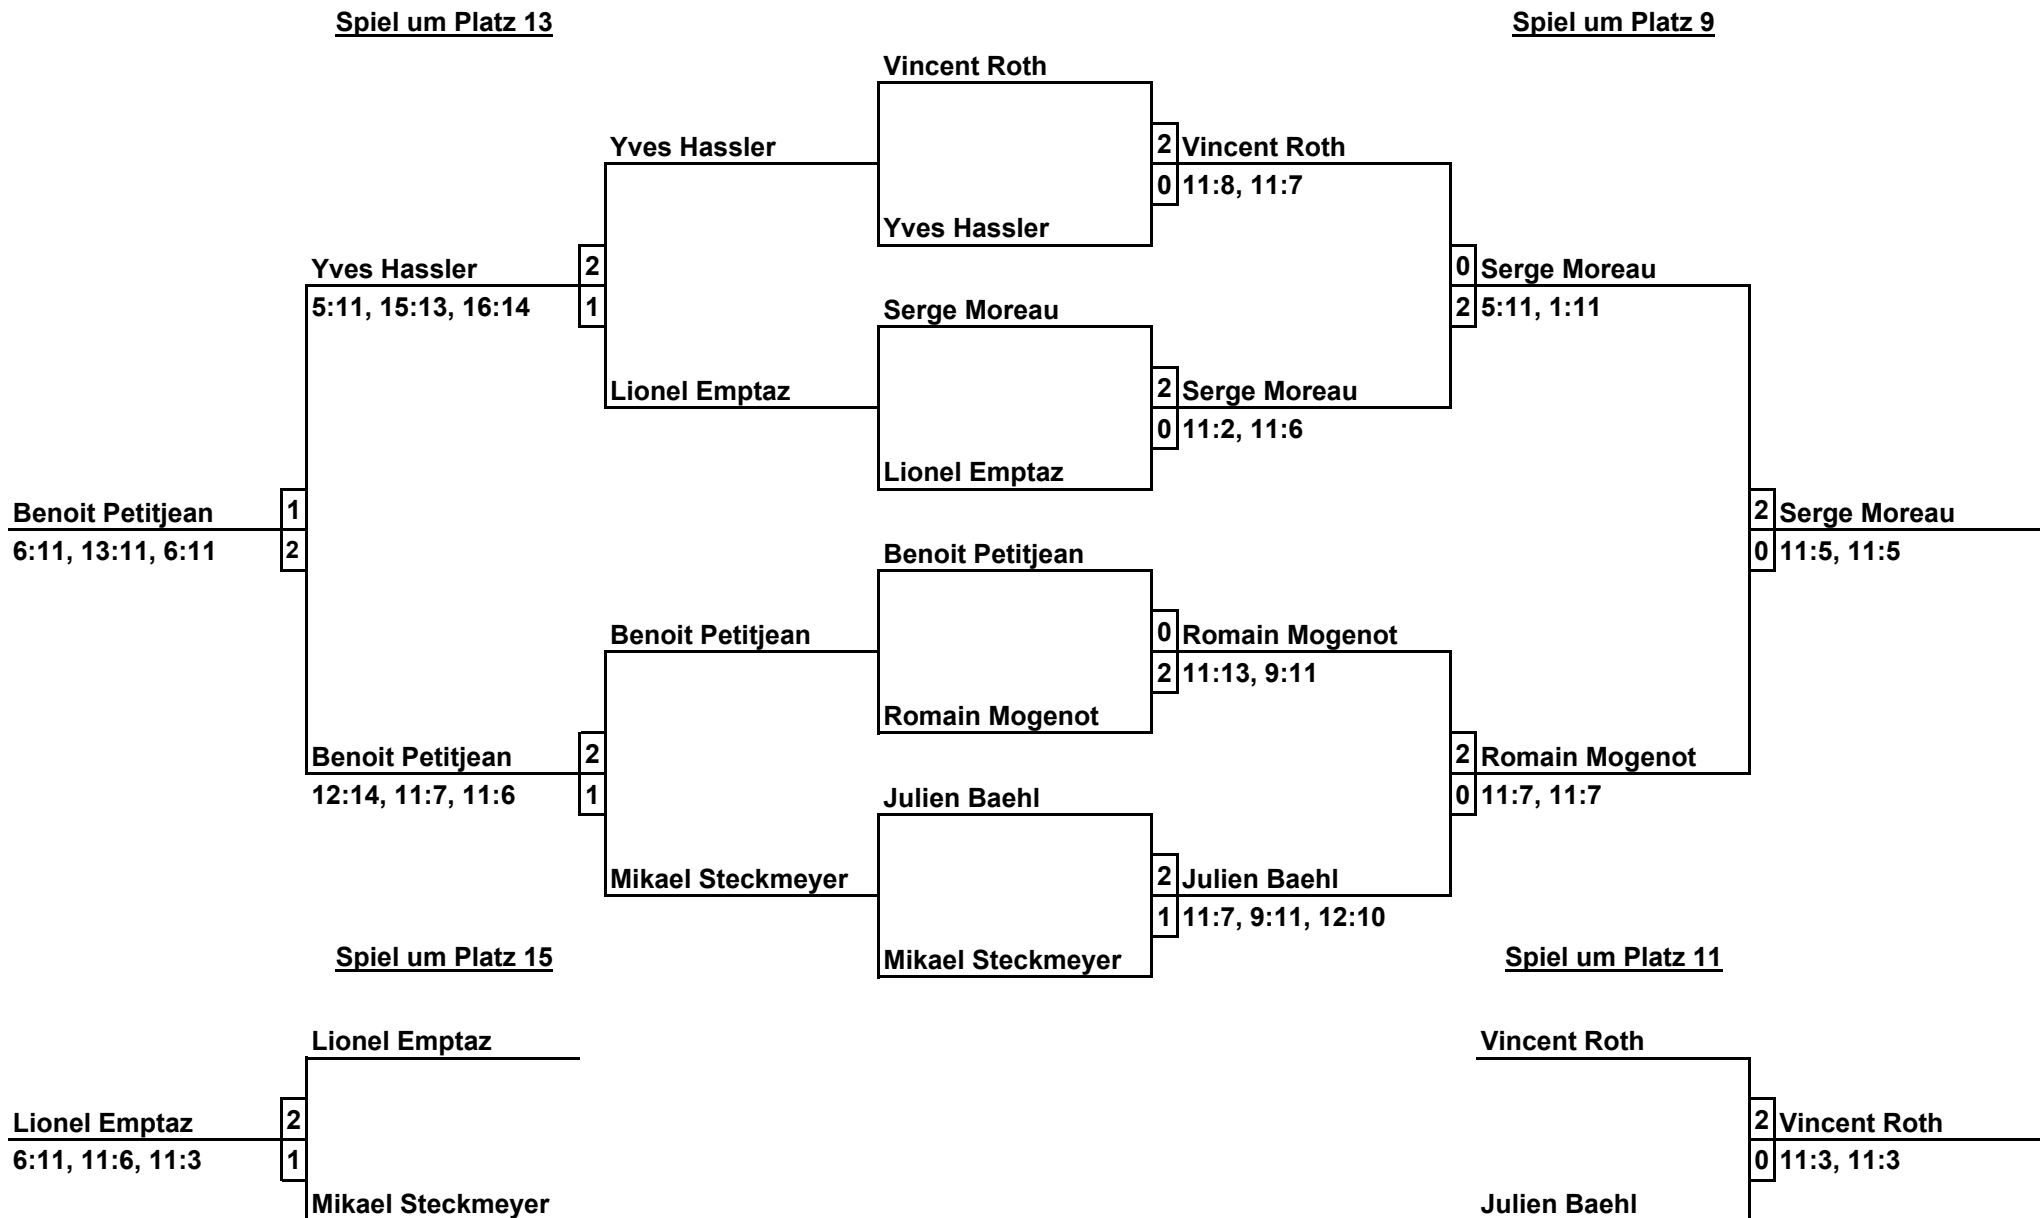 Spiel um Platz 13
Spiel um Platz 9
Vincent Roth
Yves Hassler
2 Vincent Roth
0 11:8, 11:7
Yves Hassler
Yves Hassler 2
5:11, 15:13, 16:14 1
0 Serge Moreau
2 5:11, 1:11
Serge Moreau
Lionel Emptaz
2 Serge Moreau
0 11:2, 11:6
Lionel Emptaz
Benoit Petitjean 1
6:11, 13:11, 6:11 2
2 Serge Moreau
0 11:5, 11:5
Benoit Petitjean
Benoit Petitjean
0 Romain Mogenot
2 11:13, 9:11
Romain Mogenot
Benoit Petitjean 2
12:14, 11:7, 11:6 1
2 Romain Mogenot
0 11:7, 11:7
Julien Baehl
Mikael Steckmeyer
2 Julien Baehl
1 11:7, 9:11, 12:10
Mikael Steckmeyer
Spiel um Platz 15
Spiel um Platz 11
Lionel Emptaz
Vincent Roth
Lionel Emptaz 2
6:11, 11:6, 11:3 1
2 Vincent Roth
0 11:3, 11:3
Mikael Steckmeyer
Julien Baehl